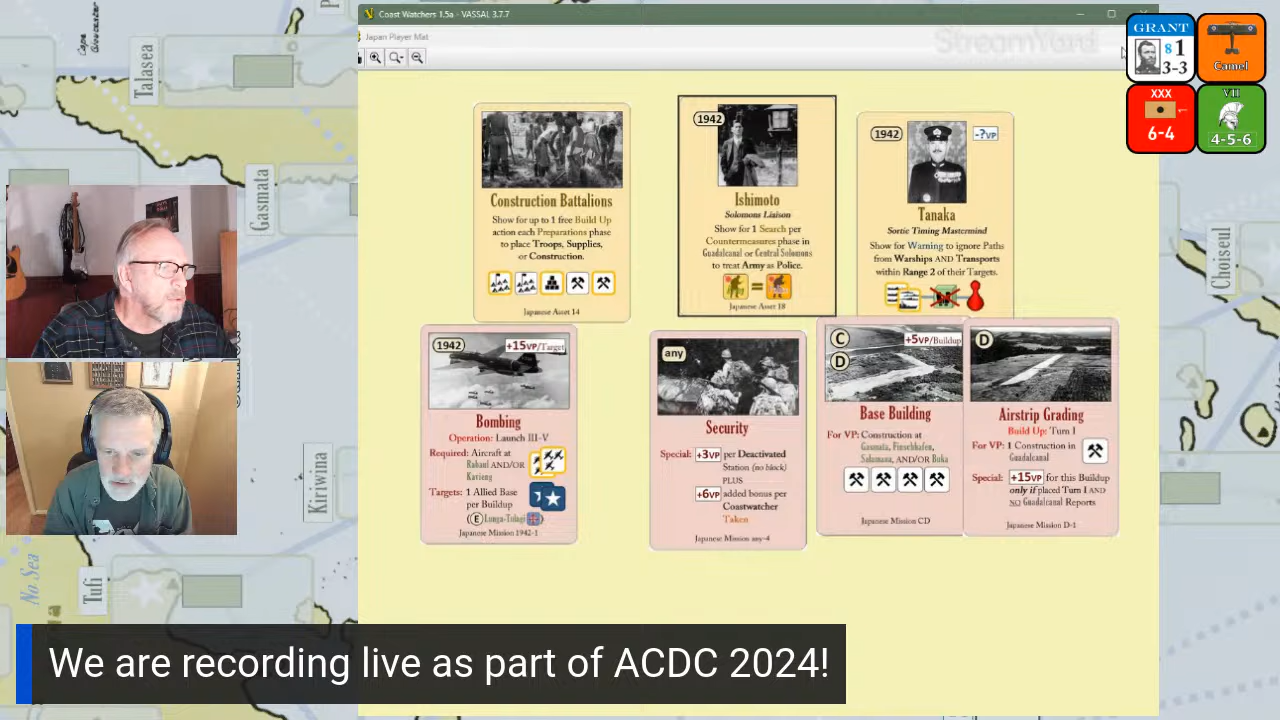 Coast Watchers 1.5a - VASSAL 3.7.7
Japan Player Mat
StreamYard
GRANT
8 1
3-3
Camel
XXX
6-4
VII
4-5-6
Talasea
Gasmata
Kirwina
Tufi
No Sea
Choiseul
Cape Gloucester
Construction Battalions
Show for up to 1 free Build Up
action each Preparations phase
to place Troops, Supplies,
or Construction.
Japanese Asset 14
1942
Ishimoto
Solomons Liaison
Show for 1 Search per
Countermeasures phase in
Guadalcanal or Central Solomons
to treat Army as Police.
=
Japanese Asset 18
1942
-?VP
Tanaka
Sortie Timing Mastermind
Show for Warning to ignore Paths
from Warships AND Transports
within Range 2 of their Targets.
1942
+15VP/Target
Bombing
Operation: Launch III-V
Required: Aircraft at
Rabaul AND/OR
Kavieng
Targets: 1 Allied Base
per Buildup
(E Lunga-Tulagi)
Japanese Mission 1942-1
any
Security
Special: +3VP per Deactivated
Station (no block)
PLUS
+6VP added bonus per
Coastwatcher
Taken
Japanese Mission any-4
C
D
+5VP/Buildup
Base Building
For VP: Construction at
Gasmata, Finschhafen,
Salamaua, AND/OR Buka
Japanese Mission CD
D
Airstrip Grading
Build Up: Turn I
For VP: 1 Construction in
Guadalcanal
Special: +15VP for this Buildup
only if placed Turn I AND
NO Guadalcanal Reports
Japanese Mission D-1
We are recording live as part of ACDC 2024!